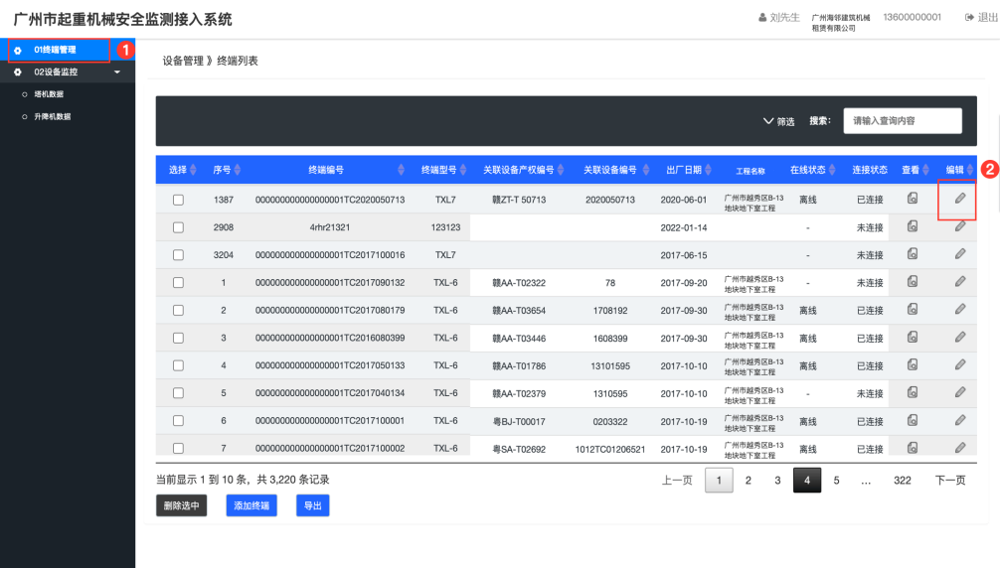 广州市起重机械安全监测接入系统
刘先生 广州海邻建筑机械租赁有限公司 13600000001 退出
01终端管理 1
02设备监控
塔机数据
升降机数据
设备管理 》终端列表
筛选 搜索: 请输入查询内容
选择 序号 终端编号 终端型号 关联设备产权编号 关联设备编号 出厂日期 工程名称 在线状态 连接状态 查看 编辑 2
1387 000000000000000001TC2020050713 TXL7 赣ZT-T 50713 2020050713 2020-06-01 广州市越秀区B-13地块地下室工程 离线 已连接
2908 4rhr21321 123123 2022-01-14 - 未连接
3204 000000000000000001TC2017100016 TXL7 2017-06-15 - 未连接
1 000000000000000001TC2017090132 TXL-6 赣AA-T02322 78 2017-09-20 广州市越秀区B-13地块地下室工程 - 未连接
2 000000000000000001TC2017080179 TXL-6 赣AA-T03654 1708192 2017-09-30 广州市越秀区B-13地块地下室工程 离线 已连接
3 000000000000000001TC2016080399 TXL-6 赣AA-T03446 1608399 2017-09-30 广州市越秀区B-13地块地下室工程 离线 已连接
4 000000000000000001TC2017050133 TXL-6 赣AA-T01786 13101595 2017-10-10 广州市越秀区B-13地块地下室工程 离线 已连接
5 000000000000000001TC2017040134 TXL-6 赣AA-T02379 1310595 2017-10-10 广州市越秀区B-13地块地下室工程 - 未连接
6 000000000000000001TC2017100001 TXL-6 粤BJ-T00017 0203322 2017-10-19 广州市越秀区B-13地块地下室工程 离线 已连接
7 000000000000000001TC2017100002 TXL-6 粤SA-T02692 1012TC01206521 2017-10-19 广州市越秀区B-13地块地下室工程 离线 已连接
当前显示 1 到 10 条，共 3,220 条记录 上一页 1 2 3 4 5 ... 322 下一页
删除选中 添加终端 导出